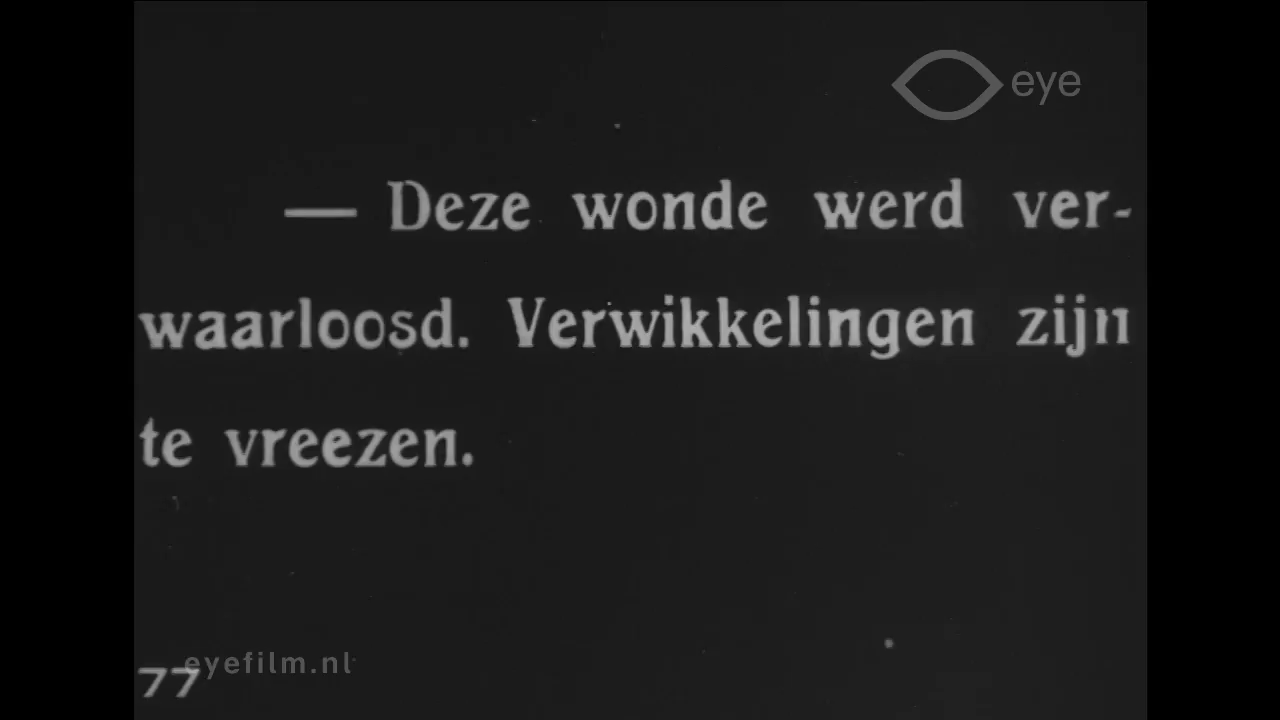 eye
— Deze wonde werd ver-
waarloosd. Verwikkelingen zijn
te vreezen.
eyefilm.nl
77